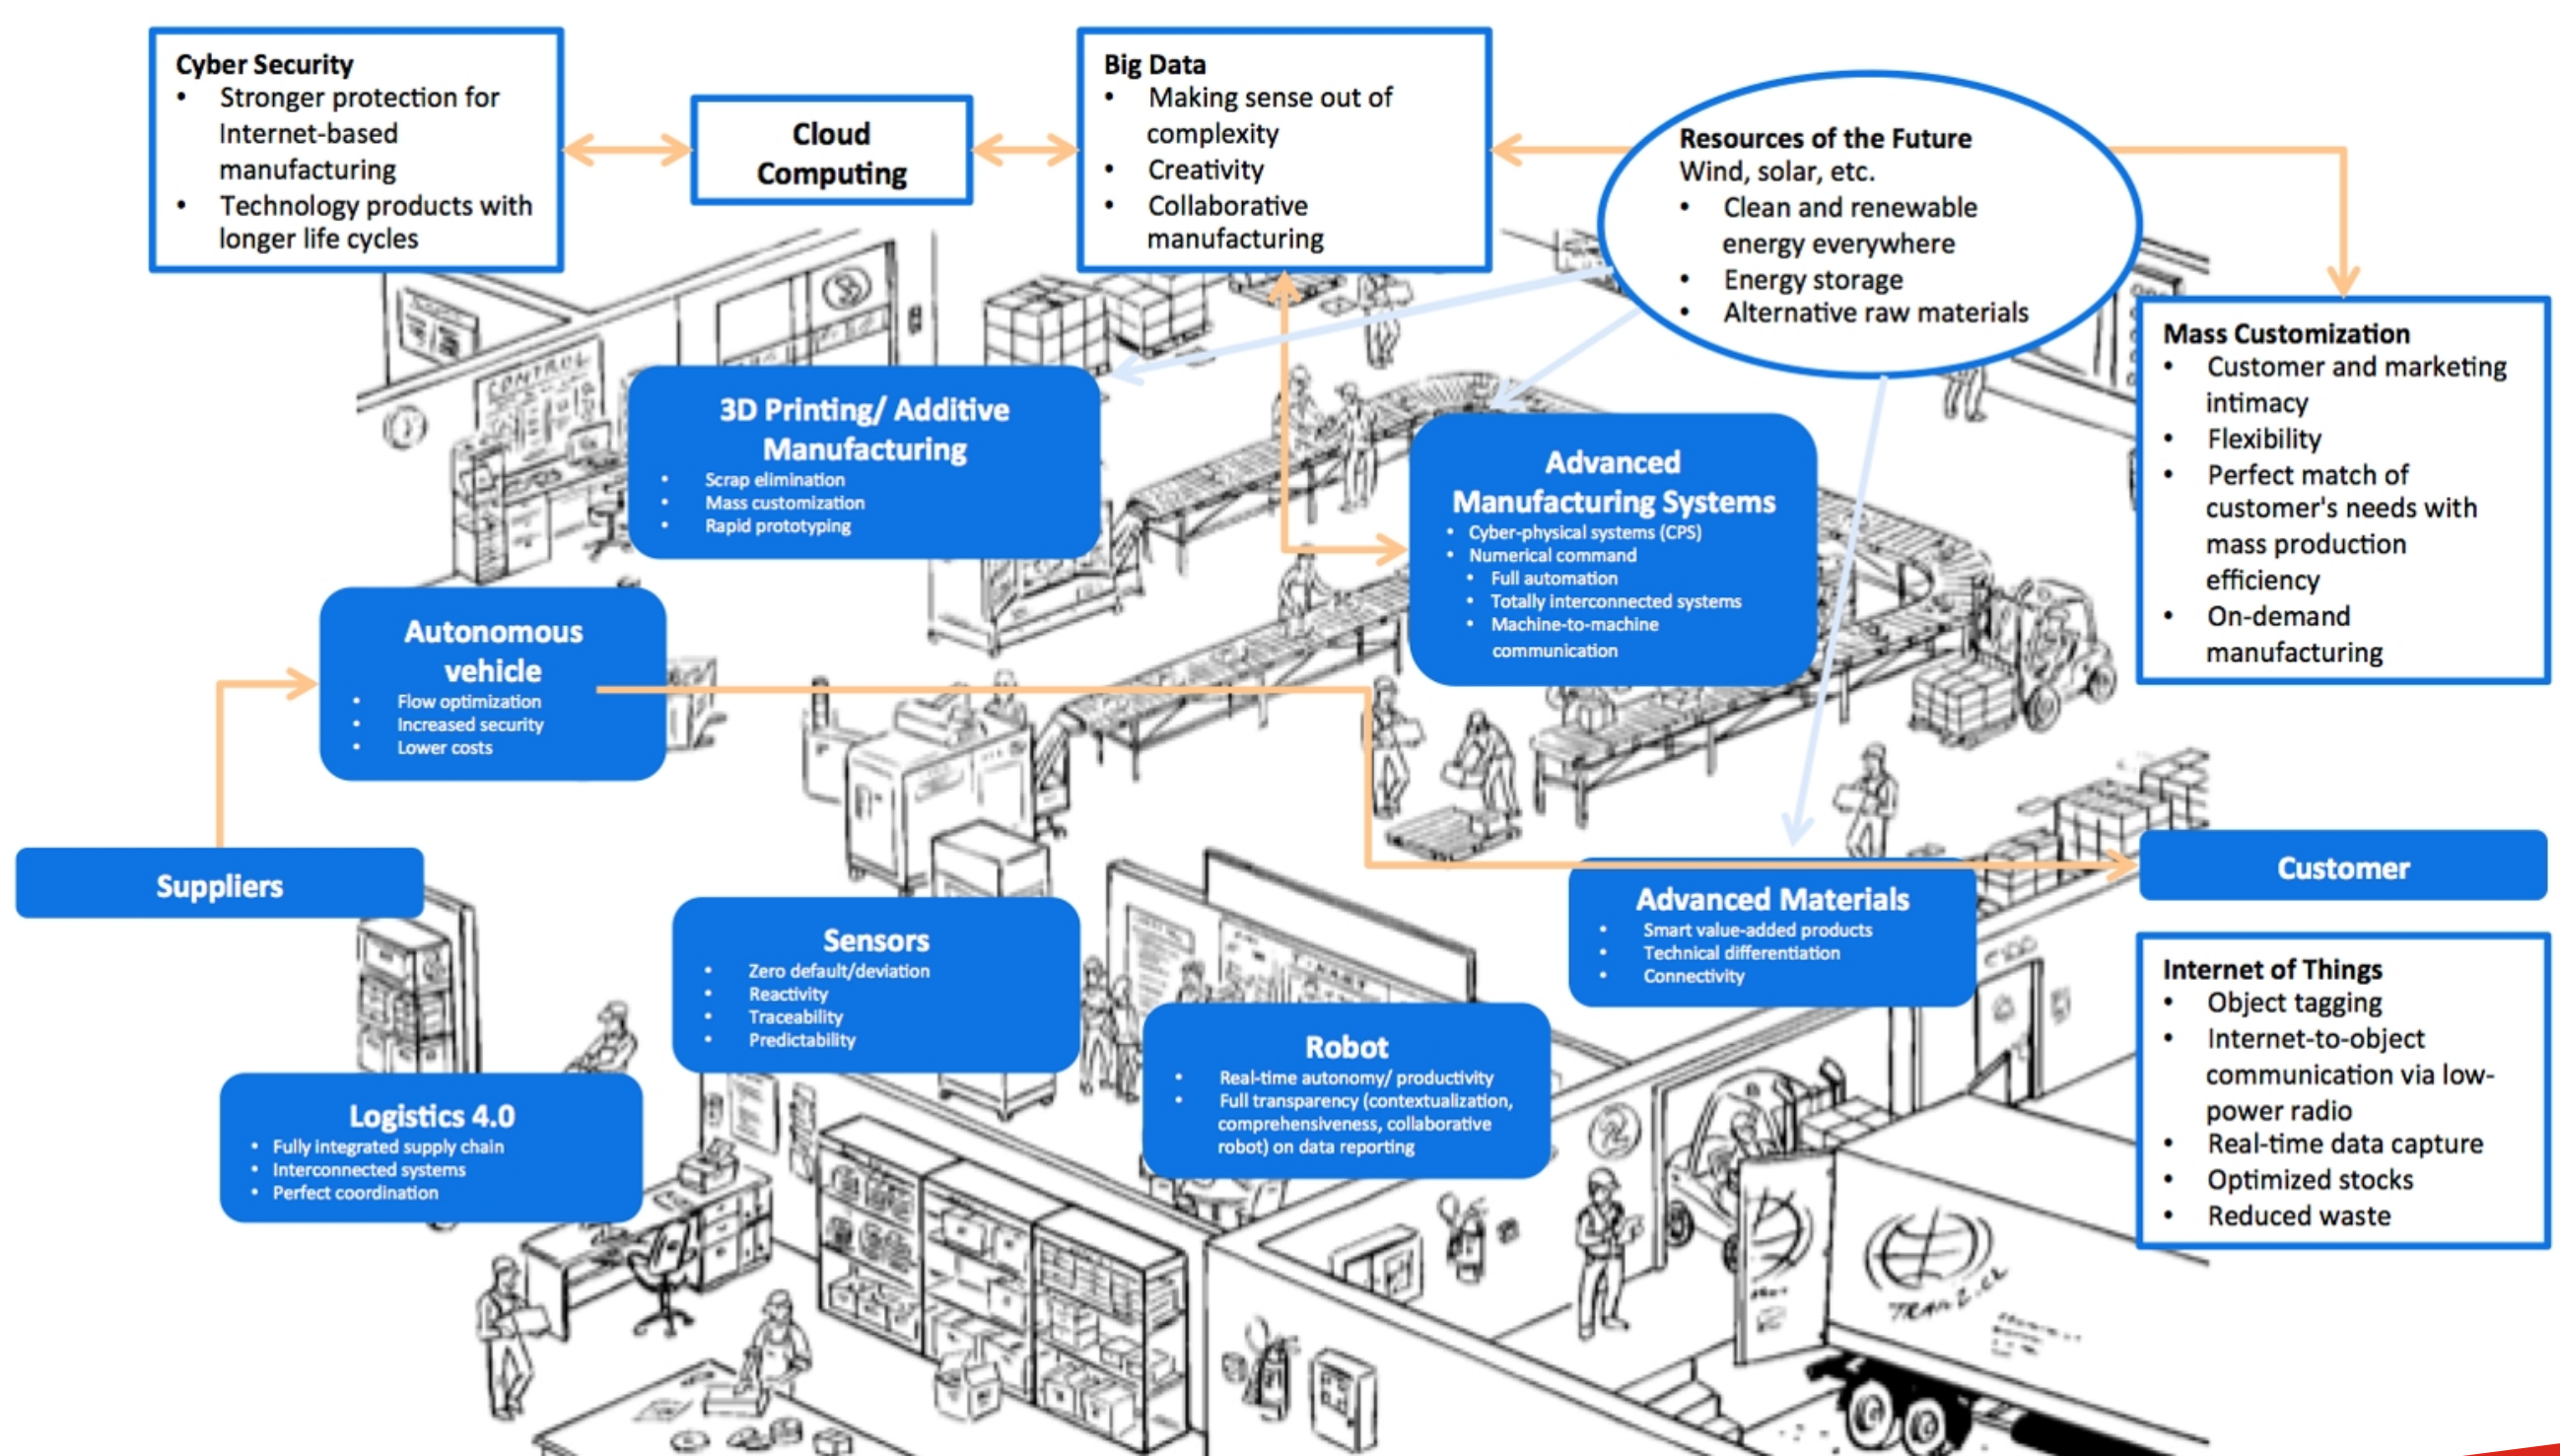 Cyber Security
• Stronger protection for
Internet-based
manufacturing
• Technology products with
longer life cycles
Cloud
Computing
Big Data
• Making sense out of
complexity
• Creativity
• Collaborative
manufacturing
Resources of the Future
Wind, solar, etc.
• Clean and renewable
energy everywhere
• Energy storage
• Alternative raw materials
Mass Customization
• Customer and marketing
intimacy
• Flexibility
• Perfect match of
customer's needs with
mass production
efficiency
• On-demand
manufacturing
CONTROL
3D Printing/ Additive
Manufacturing
• Scrap elimination
• Mass customization
• Rapid prototyping
Advanced
Manufacturing Systems
• Cyber-physical systems (CPS)
• Numerical command
• Full automation
• Totally interconnected systems
• Machine-to-machine
communication
Autonomous
vehicle
• Flow optimization
• Increased security
• Lower costs
Suppliers
Customer
Sensors
• Zero default/deviation
• Reactivity
• Traceability
• Predictability
Advanced Materials
• Smart value-added products
• Technical differentiation
• Connectivity
Robot
• Real-time autonomy/ productivity
• Full transparency (contextualization,
comprehensiveness, collaborative
robot) on data reporting
Logistics 4.0
• Fully integrated supply chain
• Interconnected systems
• Perfect coordination
Internet of Things
• Object tagging
• Internet-to-object
communication via low-
power radio
• Real-time data capture
• Optimized stocks
• Reduced waste
2